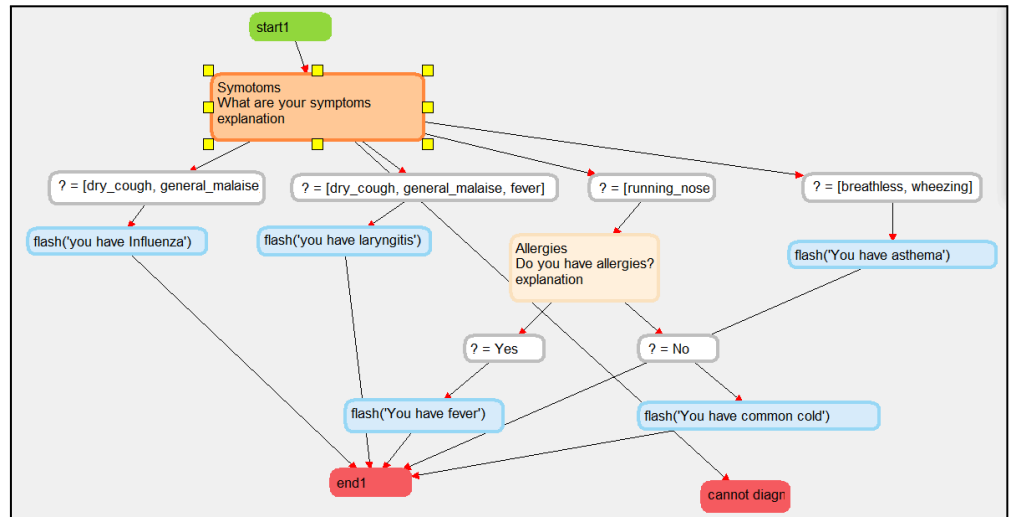 start1
Symotoms
What are your symptoms
explanation
? = [dry_cough, general_malaise
? = [dry_cough, general_malaise, fever]
? = [running_nose
? = [breathless, wheezing]
flash('you have Influenza')
flash('you have laryngitis')
Allergies
Do you have allergies?
explanation
flash('You have asthema')
? = Yes
? = No
flash('You have fever')
flash('You have common cold')
end1
cannot diagn